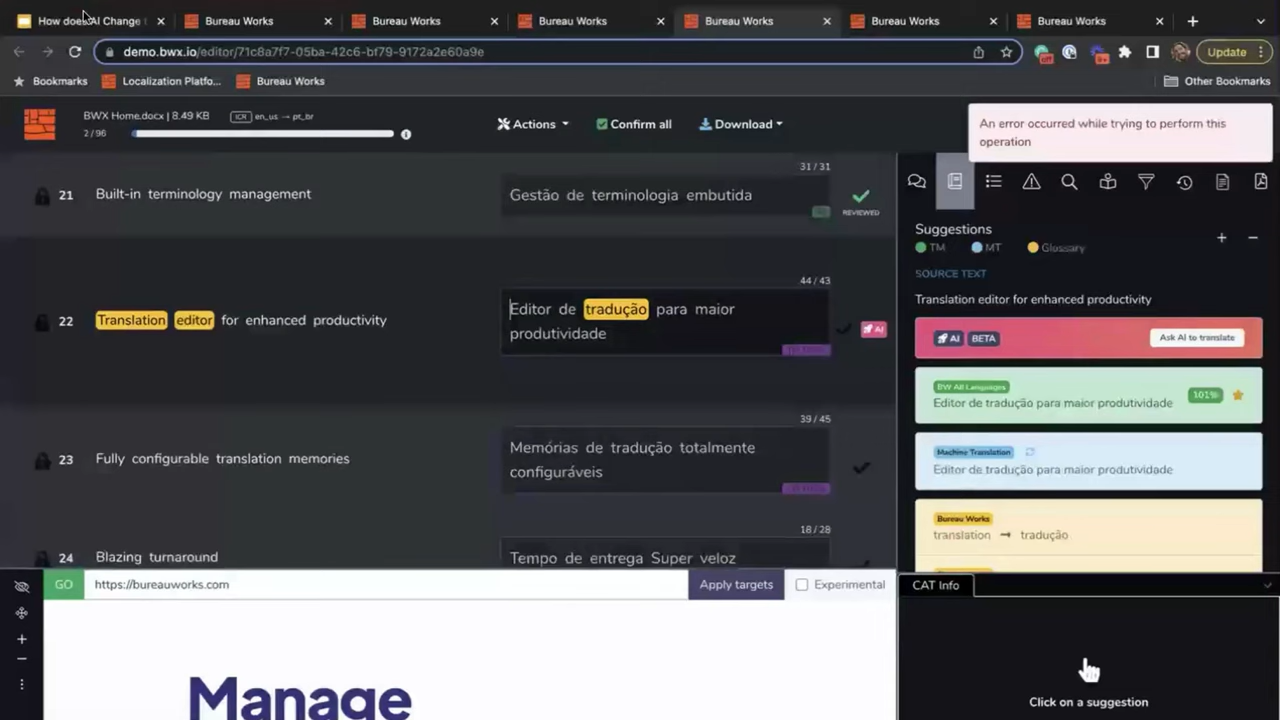 How does AI Change t
Bureau Works
Bureau Works
Bureau Works
Bureau Works
Bureau Works
Bureau Works
demo.bwx.io/editor/71c8a7f7-05ba-42c6-bf79-9172a2e60a9e
Update
Bookmarks
Localization Platfo...
Bureau Works
Other Bookmarks
BWX Home.docx | 8.49 KB
ICR en_us → pt_br
2 / 96
Actions
Confirm all
Download
An error occurred while trying to perform this
operation
31 / 31
21 Built-in terminology management
Gestão de terminologia embutida
REVIEWED
44 / 43
22 Translation editor for enhanced productivity
Editor de tradução para maior
produtividade
AI
39 / 45
23 Fully configurable translation memories
Memórias de tradução totalmente
configuráveis
18 / 28
24 Blazing turnaround
Tempo de entrega Super veloz
Suggestions
TM
MT
Glossary
SOURCE TEXT
Translation editor for enhanced productivity
AI BETA
Ask AI to translate
BW All Languages
Editor de tradução para maior produtividade
101%
Machine Translation
Editor de tradução para maior produtividade
Bureau Works
translation → tradução
GO
https://bureauworks.com
Apply targets
Experimental
CAT Info
Manage
Click on a suggestion